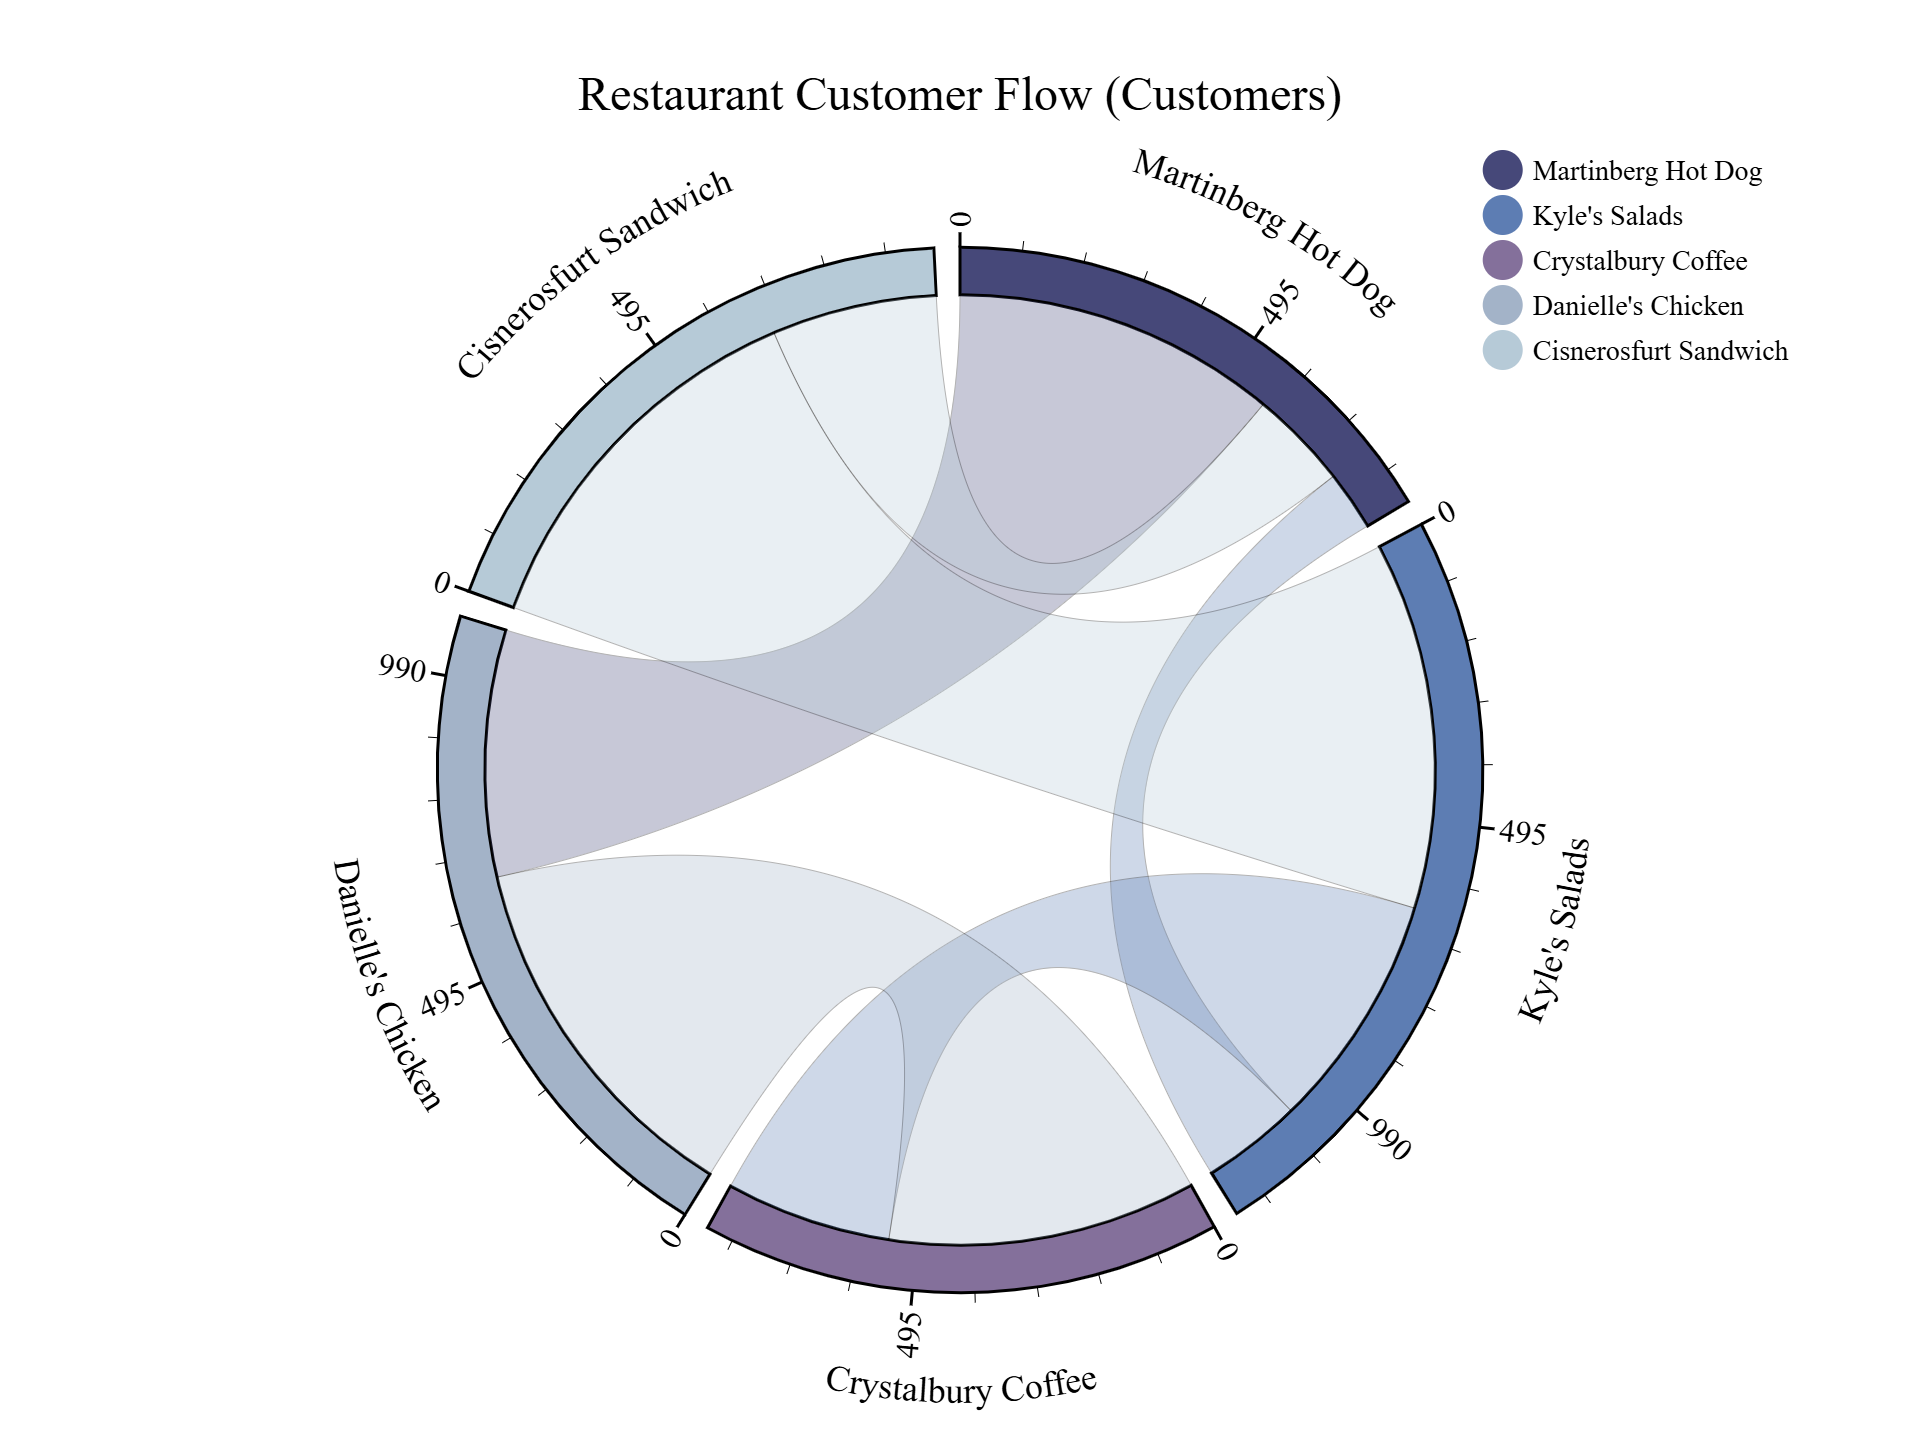 Restaurant Customer Flow (Customers)
Martinberg Hot Dog
Kyle's Salads
Crystalbury Coffee
Danielle's Chicken
Cisnerosfurt Sandwich
Martinberg Hot Dog
0
495
Kyle's Salads
0
495
990
Crystalbury Coffee
0
495
Danielle's Chicken
0
495
990
Cisnerosfurt Sandwich
0
495